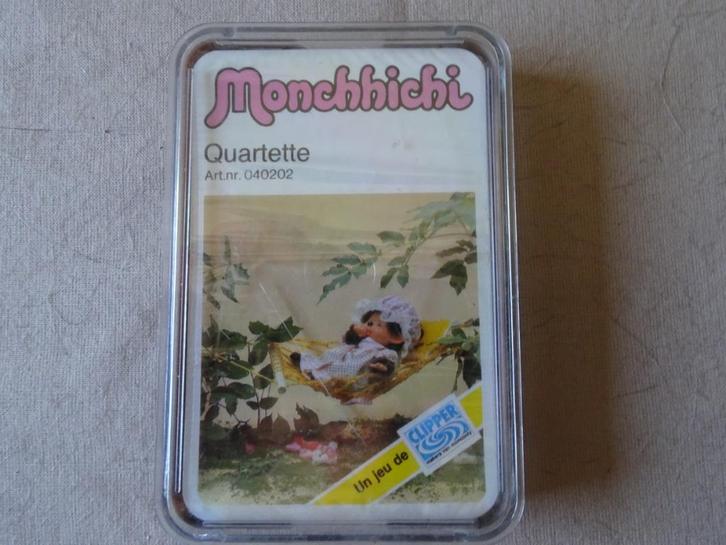 Monchhichi
Quartette
Art.nr. 040202
Un jeu de CLIPPER